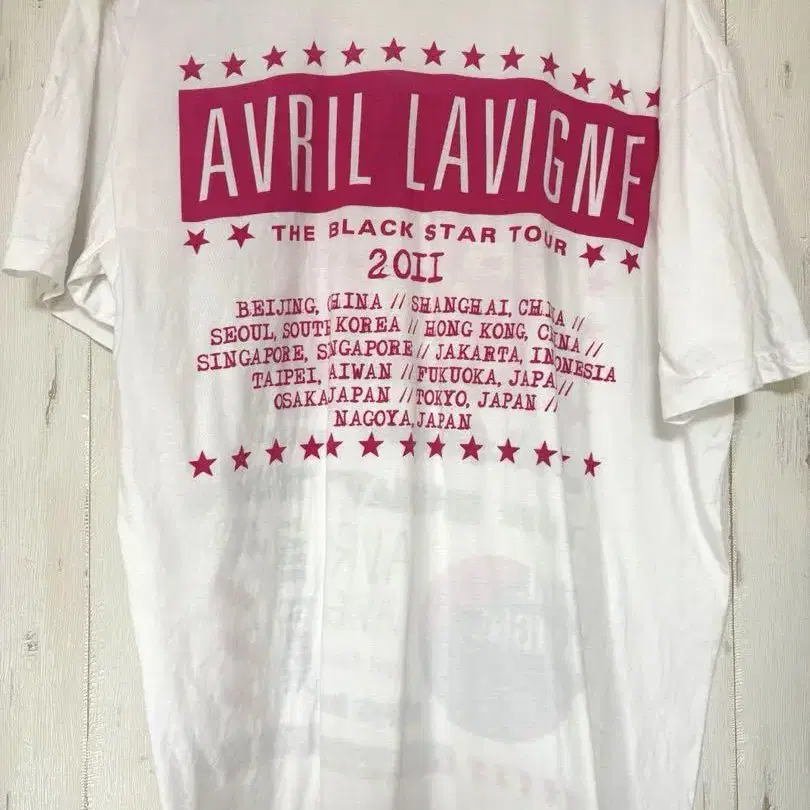 AVRIL LAVIGNE
THE BLACK STAR TOUR
2011
BEIJING, CHINA // SHANGHAI, CHINA //
SEOUL, SOUTH KOREA // HONG KONG, CHINA //
SINGAPORE, SINGAPORE // JAKARTA, INDONESIA
TAIPEI, TAIWAN // FUKUOKA, JAPAN //
OSAKA, JAPAN // TOKYO, JAPAN //
NAGOYA, JAPAN